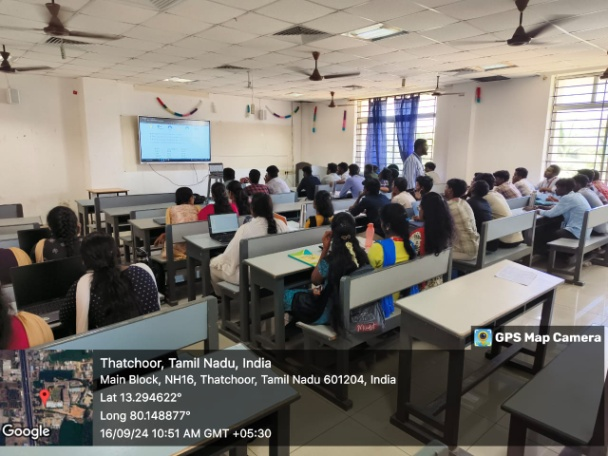 GPS Map Camera
Thatchoor, Tamil Nadu, India
Main Block, NH16, Thatchoor, Tamil Nadu 601204, India
Lat 13.294622°
Long 80.148877°
16/09/24 10:51 AM GMT +05:30
Google